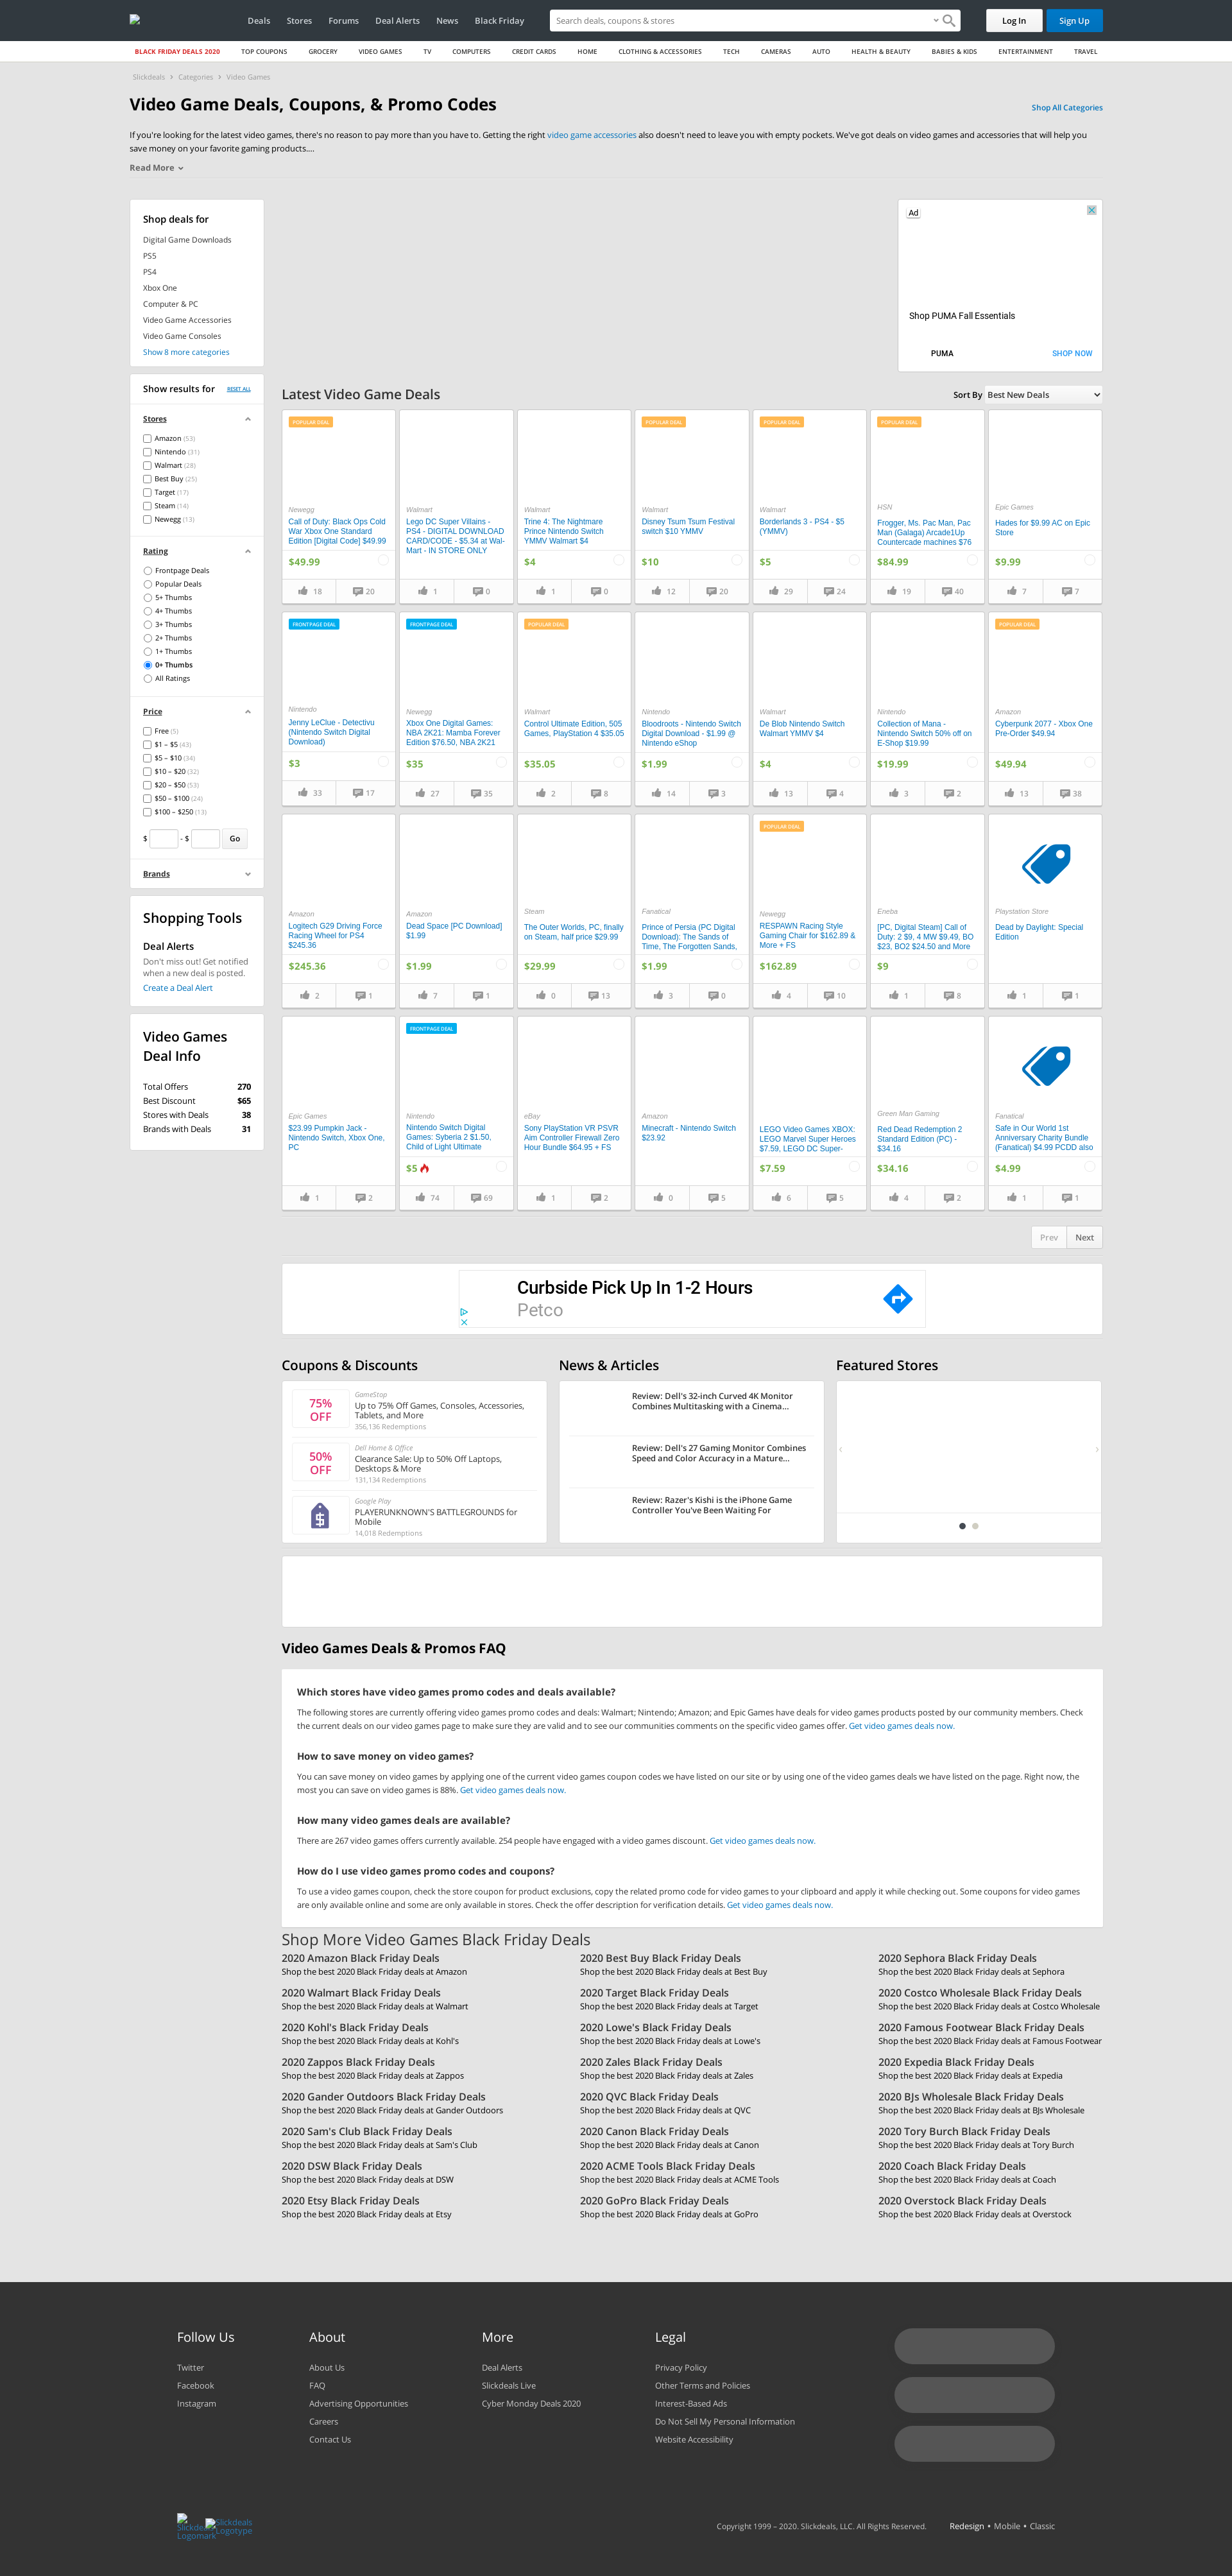 Deals Stores Forums Deal Alerts News Black Friday
Search deals, coupons & stores
Log In
Sign Up
BLACK FRIDAY DEALS 2020 TOP COUPONS GROCERY VIDEO GAMES TV COMPUTERS CREDIT CARDS HOME CLOTHING & ACCESSORIES TECH CAMERAS AUTO HEALTH & BEAUTY BABIES & KIDS ENTERTAINMENT TRAVEL
Slickdeals > Categories > Video Games
Video Game Deals, Coupons, & Promo Codes
Shop All Categories
If you're looking for the latest video games, there's no reason to pay more than you have to. Getting the right video game accessories also doesn't need to leave you with empty pockets. We've got deals on video games and accessories that will help you
save money on your favorite gaming products....
Read More
Shop deals for
Digital Game Downloads
PS5
PS4
Xbox One
Computer & PC
Video Game Accessories
Video Game Consoles
Show 8 more categories
Ad
Shop PUMA Fall Essentials
PUMA
SHOP NOW
Show results for
RESET ALL
Stores
Amazon (53)
Nintendo (31)
Walmart (28)
Best Buy (25)
Target (17)
Steam (14)
Newegg (13)
Rating
Frontpage Deals
Popular Deals
5+ Thumbs
4+ Thumbs
3+ Thumbs
2+ Thumbs
1+ Thumbs
0+ Thumbs
All Ratings
Price
Free (5)
$1 – $5 (43)
$5 – $10 (34)
$10 – $20 (32)
$20 – $50 (53)
$50 – $100 (24)
$100 – $250 (13)
$ - $ Go
Brands
Shopping Tools
Deal Alerts
Don't miss out! Get notified
when a new deal is posted.
Create a Deal Alert
Video Games
Deal Info
Total Offers 270
Best Discount $65
Stores with Deals 38
Brands with Deals 31
Latest Video Game Deals
Sort By Best New Deals
POPULAR DEAL
Newegg
Call of Duty: Black Ops Cold
War Xbox One Standard
Edition [Digital Code] $49.99
$49.99
18 20
Walmart
Lego DC Super Villains -
PS4 - DIGITAL DOWNLOAD
CARD/CODE - $5.34 at Wal-
Mart - IN STORE ONLY
1 0
Walmart
Trine 4: The Nightmare
Prince Nintendo Switch
YMMV Walmart $4
$4
1 0
POPULAR DEAL
Walmart
Disney Tsum Tsum Festival
switch $10 YMMV
$10
12 20
POPULAR DEAL
Walmart
Borderlands 3 - PS4 - $5
(YMMV)
$5
29 24
POPULAR DEAL
HSN
Frogger, Ms. Pac Man, Pac
Man (Galaga) Arcade1Up
Countercade machines $76
$84.99
19 40
Epic Games
Hades for $9.99 AC on Epic
Store
$9.99
7 7
FRONTPAGE DEAL
Nintendo
Jenny LeClue - Detectivu
(Nintendo Switch Digital
Download)
$3
33 17
FRONTPAGE DEAL
Newegg
Xbox One Digital Games:
NBA 2K21: Mamba Forever
Edition $76.50, NBA 2K21
$35
27 35
POPULAR DEAL
Walmart
Control Ultimate Edition, 505
Games, PlayStation 4 $35.05
$35.05
2 8
Nintendo
Bloodroots - Nintendo Switch
Digital Download - $1.99 @
Nintendo eShop
$1.99
14 3
Walmart
De Blob Nintendo Switch
Walmart YMMV $4
$4
13 4
Nintendo
Collection of Mana -
Nintendo Switch 50% off on
E-Shop $19.99
$19.99
3 2
POPULAR DEAL
Amazon
Cyberpunk 2077 - Xbox One
Pre-Order $49.94
$49.94
13 38
Amazon
Logitech G29 Driving Force
Racing Wheel for PS4
$245.36
$245.36
2 1
Amazon
Dead Space [PC Download]
$1.99
$1.99
7 1
Steam
The Outer Worlds, PC, finally
on Steam, half price $29.99
$29.99
0 13
Fanatical
Prince of Persia (PC Digital
Download): The Sands of
Time, The Forgotten Sands,
$1.99
3 0
POPULAR DEAL
Newegg
RESPAWN Racing Style
Gaming Chair for $162.89 &
More + FS
$162.89
4 10
Eneba
[PC, Digital Steam] Call of
Duty: 2 $9, 4 MW $9.49, BO
$23, BO2 $24.50 and More
$9
1 8
Playstation Store
Dead by Daylight: Special
Edition
1 1
Epic Games
$23.99 Pumpkin Jack -
Nintendo Switch, Xbox One,
PC
1 2
FRONTPAGE DEAL
Nintendo
Nintendo Switch Digital
Games: Syberia 2 $1.50,
Child of Light Ultimate
$5
74 69
eBay
Sony PlayStation VR PSVR
Aim Controller Firewall Zero
Hour Bundle $64.95 + FS
1 2
Amazon
Minecraft - Nintendo Switch
$23.92
0 5
LEGO Video Games XBOX:
LEGO Marvel Super Heroes
$7.59, LEGO DC Super-
$7.59
6 5
Green Man Gaming
Red Dead Redemption 2
Standard Edition (PC) -
$34.16
$34.16
4 2
Fanatical
Safe in Our World 1st
Anniversary Charity Bundle
(Fanatical) $4.99 PCDD also
$4.99
1 1
Prev Next
Curbside Pick Up In 1-2 Hours
Petco
Coupons & Discounts
75%
OFF
GameStop
Up to 75% Off Games, Consoles, Accessories,
Tablets, and More
356,136 Redemptions
50%
OFF
Dell Home & Office
Clearance Sale: Up to 50% Off Laptops,
Desktops & More
131,134 Redemptions
Google Play
PLAYERUNKNOWN'S BATTLEGROUNDS for
Mobile
14,018 Redemptions
News & Articles
Review: Dell's 32-inch Curved 4K Monitor
Combines Multitasking with a Cinema...
Review: Dell's 27 Gaming Monitor Combines
Speed and Color Accuracy in a Mature...
Review: Razer's Kishi is the iPhone Game
Controller You've Been Waiting For
Featured Stores
Video Games Deals & Promos FAQ
Which stores have video games promo codes and deals available?
The following stores are currently offering video games promo codes and deals: Walmart; Nintendo; Amazon; and Epic Games have deals for video games products posted by our community members. Check
the current deals on our video games page to make sure they are valid and to see our communities comments on the specific video games offer. Get video games deals now.
How to save money on video games?
You can save money on video games by applying one of the current video games coupon codes we have listed on our site or by using one of the video games deals we have listed on the page. Right now, the
most you can save on video games is 88%. Get video games deals now.
How many video games deals are available?
There are 267 video games offers currently available. 254 people have engaged with a video games discount. Get video games deals now.
How do I use video games promo codes and coupons?
To use a video games coupon, check the store coupon for product exclusions, copy the related promo code for video games to your clipboard and apply it while checking out. Some coupons for video games
are only available online and some are only available in stores. Check the offer description for verification details. Get video games deals now.
Shop More Video Games Black Friday Deals
2020 Amazon Black Friday Deals
Shop the best 2020 Black Friday deals at Amazon
2020 Best Buy Black Friday Deals
Shop the best 2020 Black Friday deals at Best Buy
2020 Sephora Black Friday Deals
Shop the best 2020 Black Friday deals at Sephora
2020 Walmart Black Friday Deals
Shop the best 2020 Black Friday deals at Walmart
2020 Target Black Friday Deals
Shop the best 2020 Black Friday deals at Target
2020 Costco Wholesale Black Friday Deals
Shop the best 2020 Black Friday deals at Costco Wholesale
2020 Kohl's Black Friday Deals
Shop the best 2020 Black Friday deals at Kohl's
2020 Lowe's Black Friday Deals
Shop the best 2020 Black Friday deals at Lowe's
2020 Famous Footwear Black Friday Deals
Shop the best 2020 Black Friday deals at Famous Footwear
2020 Zappos Black Friday Deals
Shop the best 2020 Black Friday deals at Zappos
2020 Zales Black Friday Deals
Shop the best 2020 Black Friday deals at Zales
2020 Expedia Black Friday Deals
Shop the best 2020 Black Friday deals at Expedia
2020 Gander Outdoors Black Friday Deals
Shop the best 2020 Black Friday deals at Gander Outdoors
2020 QVC Black Friday Deals
Shop the best 2020 Black Friday deals at QVC
2020 BJs Wholesale Black Friday Deals
Shop the best 2020 Black Friday deals at BJs Wholesale
2020 Sam's Club Black Friday Deals
Shop the best 2020 Black Friday deals at Sam's Club
2020 Canon Black Friday Deals
Shop the best 2020 Black Friday deals at Canon
2020 Tory Burch Black Friday Deals
Shop the best 2020 Black Friday deals at Tory Burch
2020 DSW Black Friday Deals
Shop the best 2020 Black Friday deals at DSW
2020 ACME Tools Black Friday Deals
Shop the best 2020 Black Friday deals at ACME Tools
2020 Coach Black Friday Deals
Shop the best 2020 Black Friday deals at Coach
2020 Etsy Black Friday Deals
Shop the best 2020 Black Friday deals at Etsy
2020 GoPro Black Friday Deals
Shop the best 2020 Black Friday deals at GoPro
2020 Overstock Black Friday Deals
Shop the best 2020 Black Friday deals at Overstock
Follow Us
Twitter
Facebook
Instagram
About
About Us
FAQ
Advertising Opportunities
Careers
Contact Us
More
Deal Alerts
Slickdeals Live
Cyber Monday Deals 2020
Legal
Privacy Policy
Other Terms and Policies
Interest-Based Ads
Do Not Sell My Personal Information
Website Accessibility
Slickdeals
Logomark
Slickdeals
Logotype
Copyright 1999 – 2020. Slickdeals, LLC. All Rights Reserved.
Redesign • Mobile • Classic